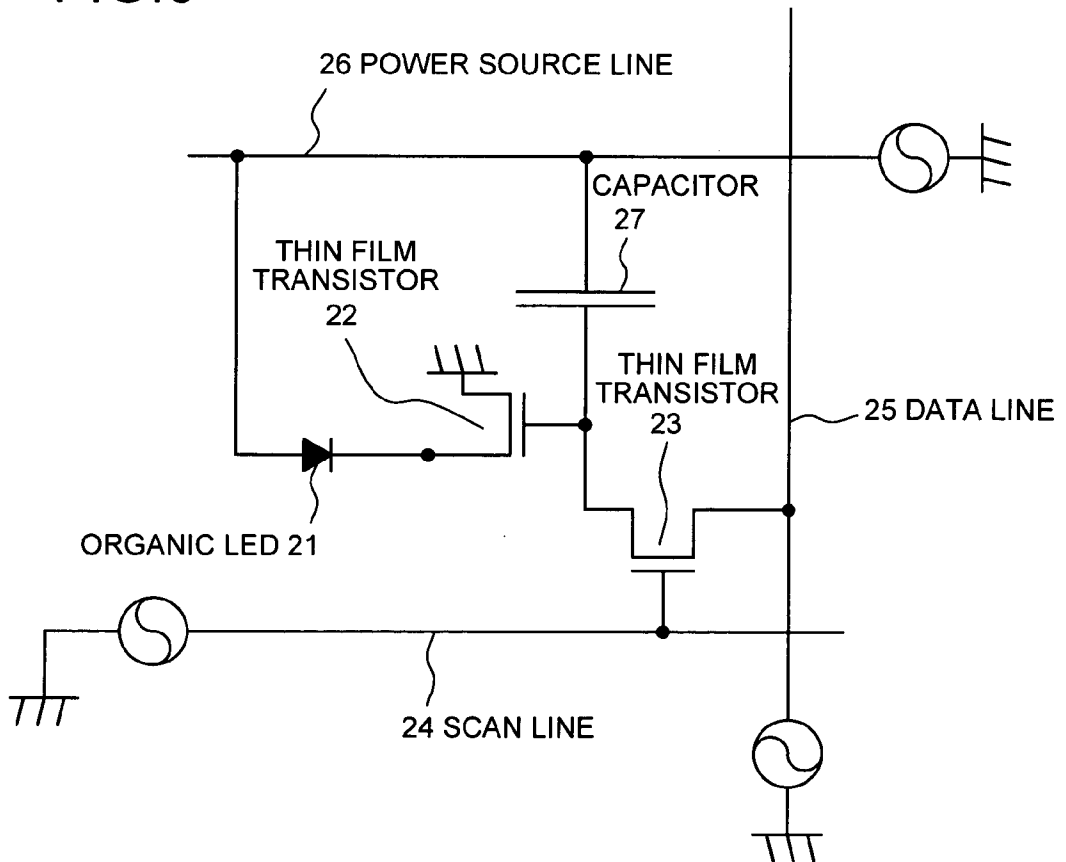 26 POWER SOURCE LINE
CAPACITOR
27
THIN FILM
TRANSISTOR
22
THIN FILM
TRANSISTOR
23
25 DATA LINE
ORGANIC LED 21
24 SCAN LINE